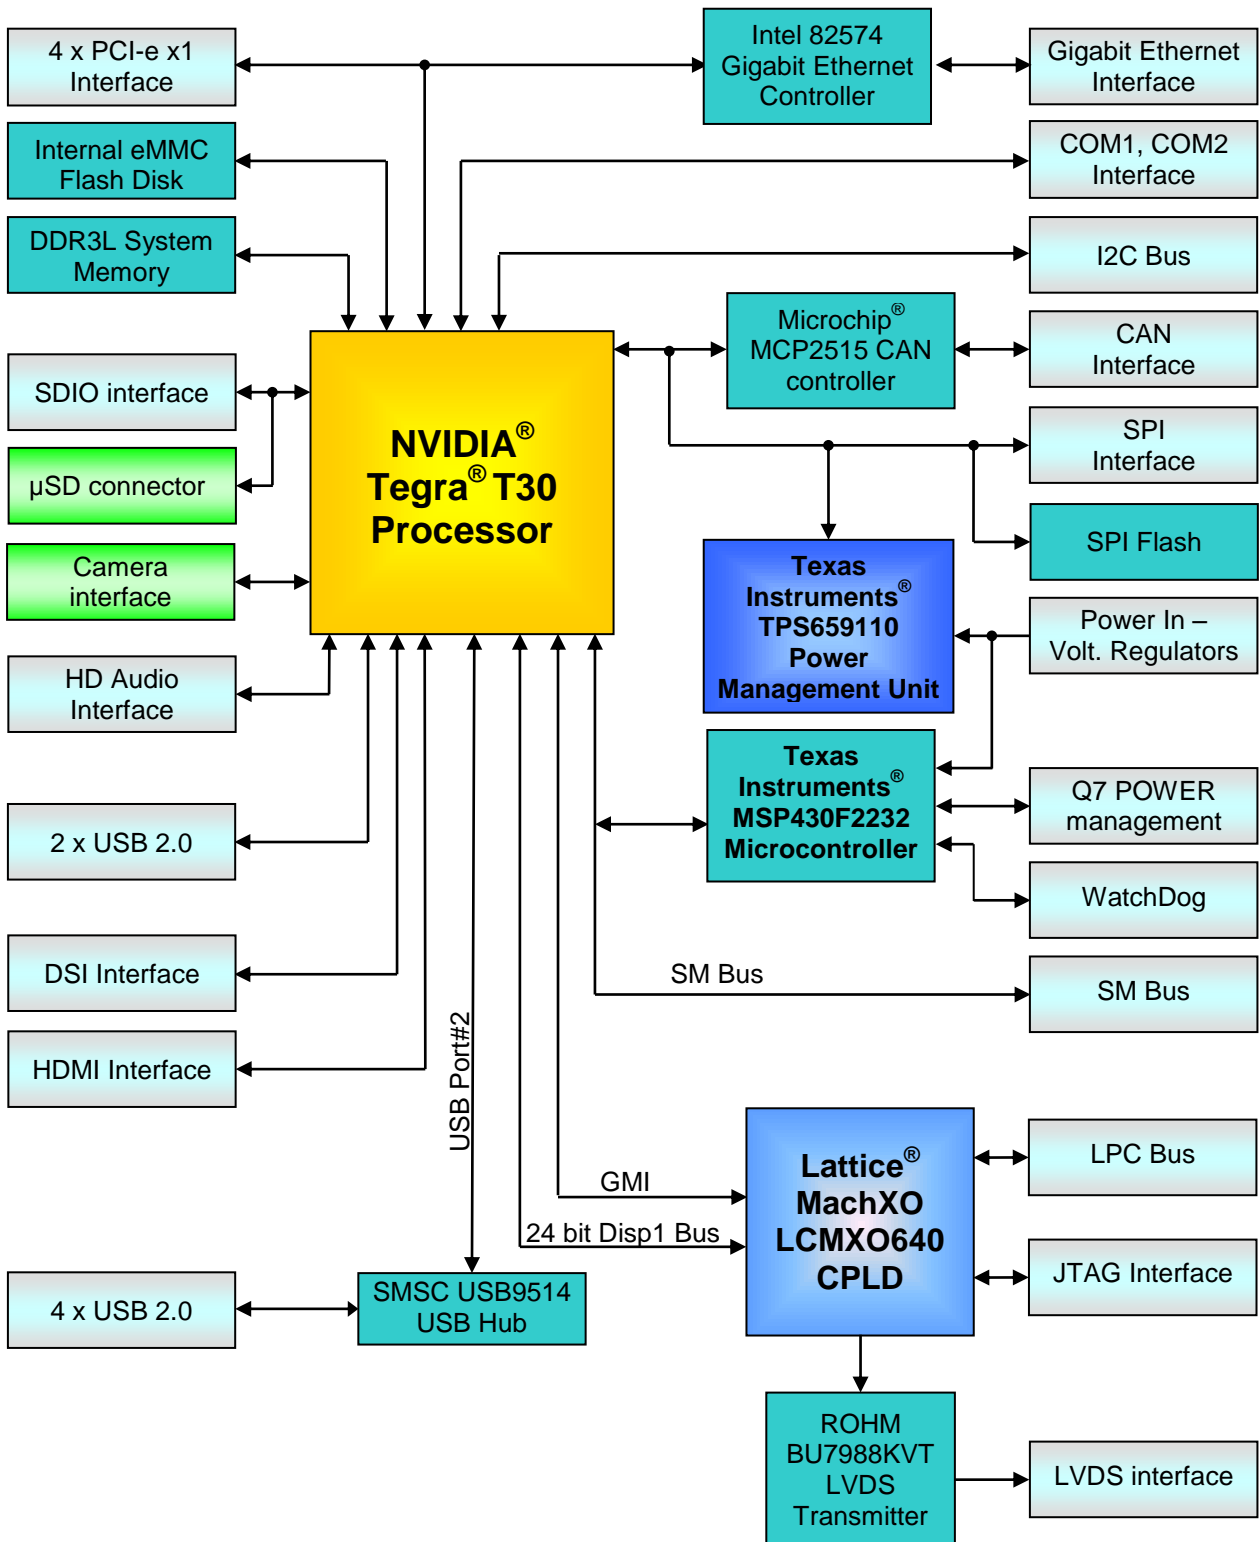 4 x PCI-e x1
Interface
Intel 82574
Gigabit Ethernet
Controller
Gigabit Ethernet
Interface
Internal eMMC
Flash Disk
COM1, COM2
Interface
DDR3L System
Memory
I2C Bus
Microchip®
MCP2515 CAN
controller
CAN
Interface
SDIO interface
NVIDIA®
Tegra® T30
Processor
SPI
Interface
µSD connector
SPI Flash
Camera
interface
Texas
Instruments®
TPS659110
Power
Management Unit
Power In –
Volt. Regulators
HD Audio
Interface
Texas
Instruments®
MSP430F2232
Microcontroller
Q7 POWER
management
2 x USB 2.0
WatchDog
DSI Interface
SM Bus
SM Bus
HDMI Interface
USB Port#2
Lattice®
MachXO
LCMXO640
CPLD
LPC Bus
GMI
24 bit Disp1 Bus
JTAG Interface
4 x USB 2.0
SMSC USB9514
USB Hub
ROHM
BU7988KVT
LVDS
Transmitter
LVDS interface